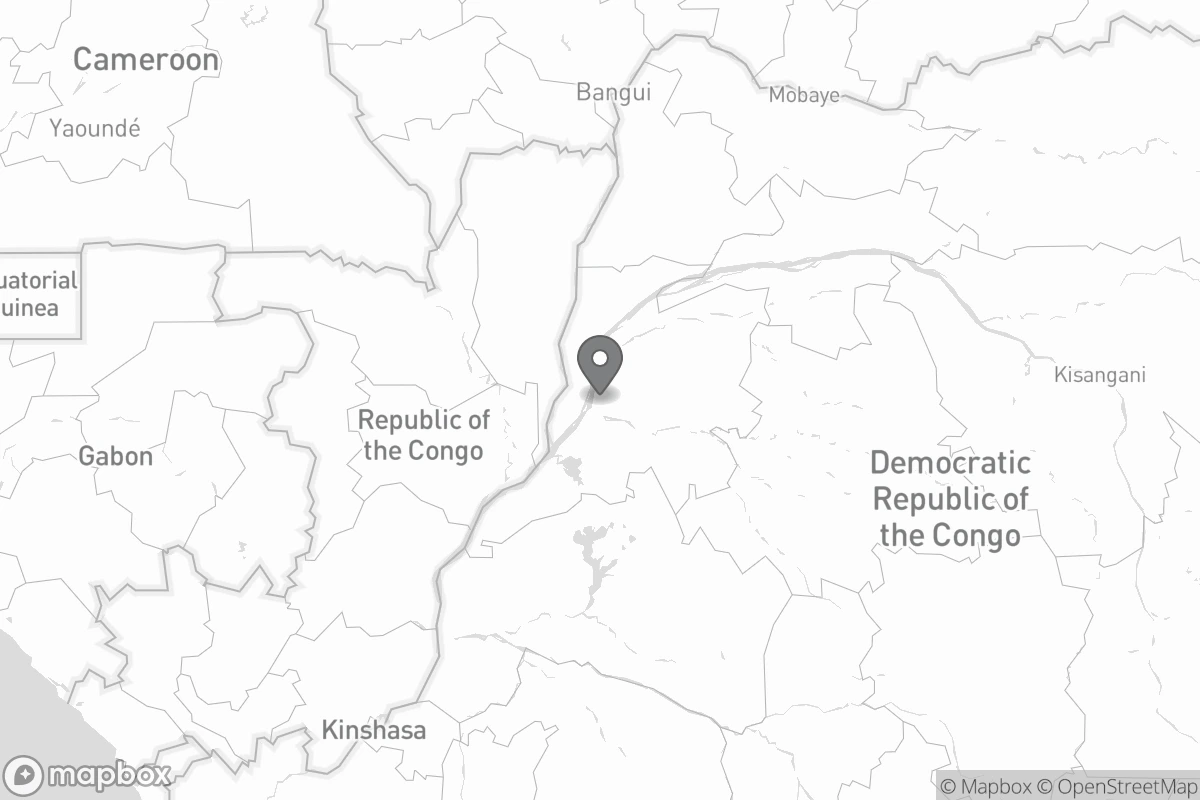 Cameroon
Bangui
Mobaye
Yaoundé
uatorial
uinea
Kisangani
Republic of
the Congo
Gabon
Democratic
Republic of
the Congo
Kinshasa
mapbox
© Mapbox © OpenStreetMap